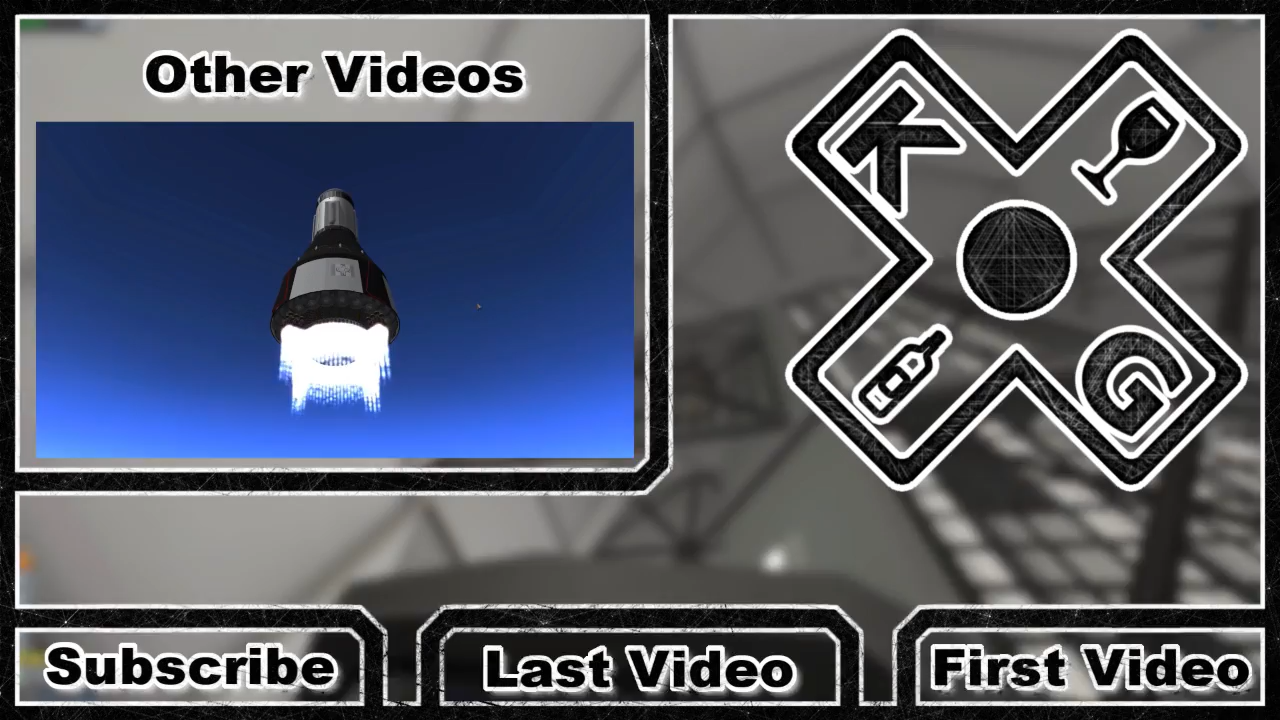 Other Videos
K
G
Subscribe
Last Video
First Video